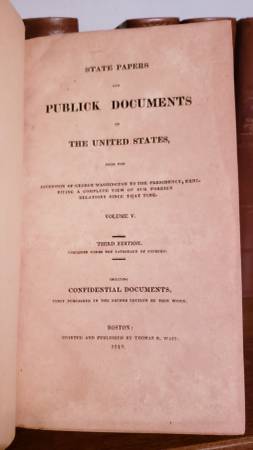 STATE PAPERS
AND
PUBLICK DOCUMENTS
OF
THE UNITED STATES,
FROM THE
ACCESSION OF GEORGE WASHINGTON TO THE PRESIDENCY, EXHI-
BITING A COMPLETE VIEW OF OUR FOREIGN
RELATIONS SINCE THAT TIME.
VOLUME V.
THIRD EDITION.
PUBLISHED UNDER THE PATRONAGE OF CONGRESS.
INCLUDING
CONFIDENTIAL DOCUMENTS,
FIRST PUBLISHED IN THE SECOND EDITION OF THIS WORK.
BOSTON:
PRINTED AND PUBLISHED BY THOMAS B. WAIT.